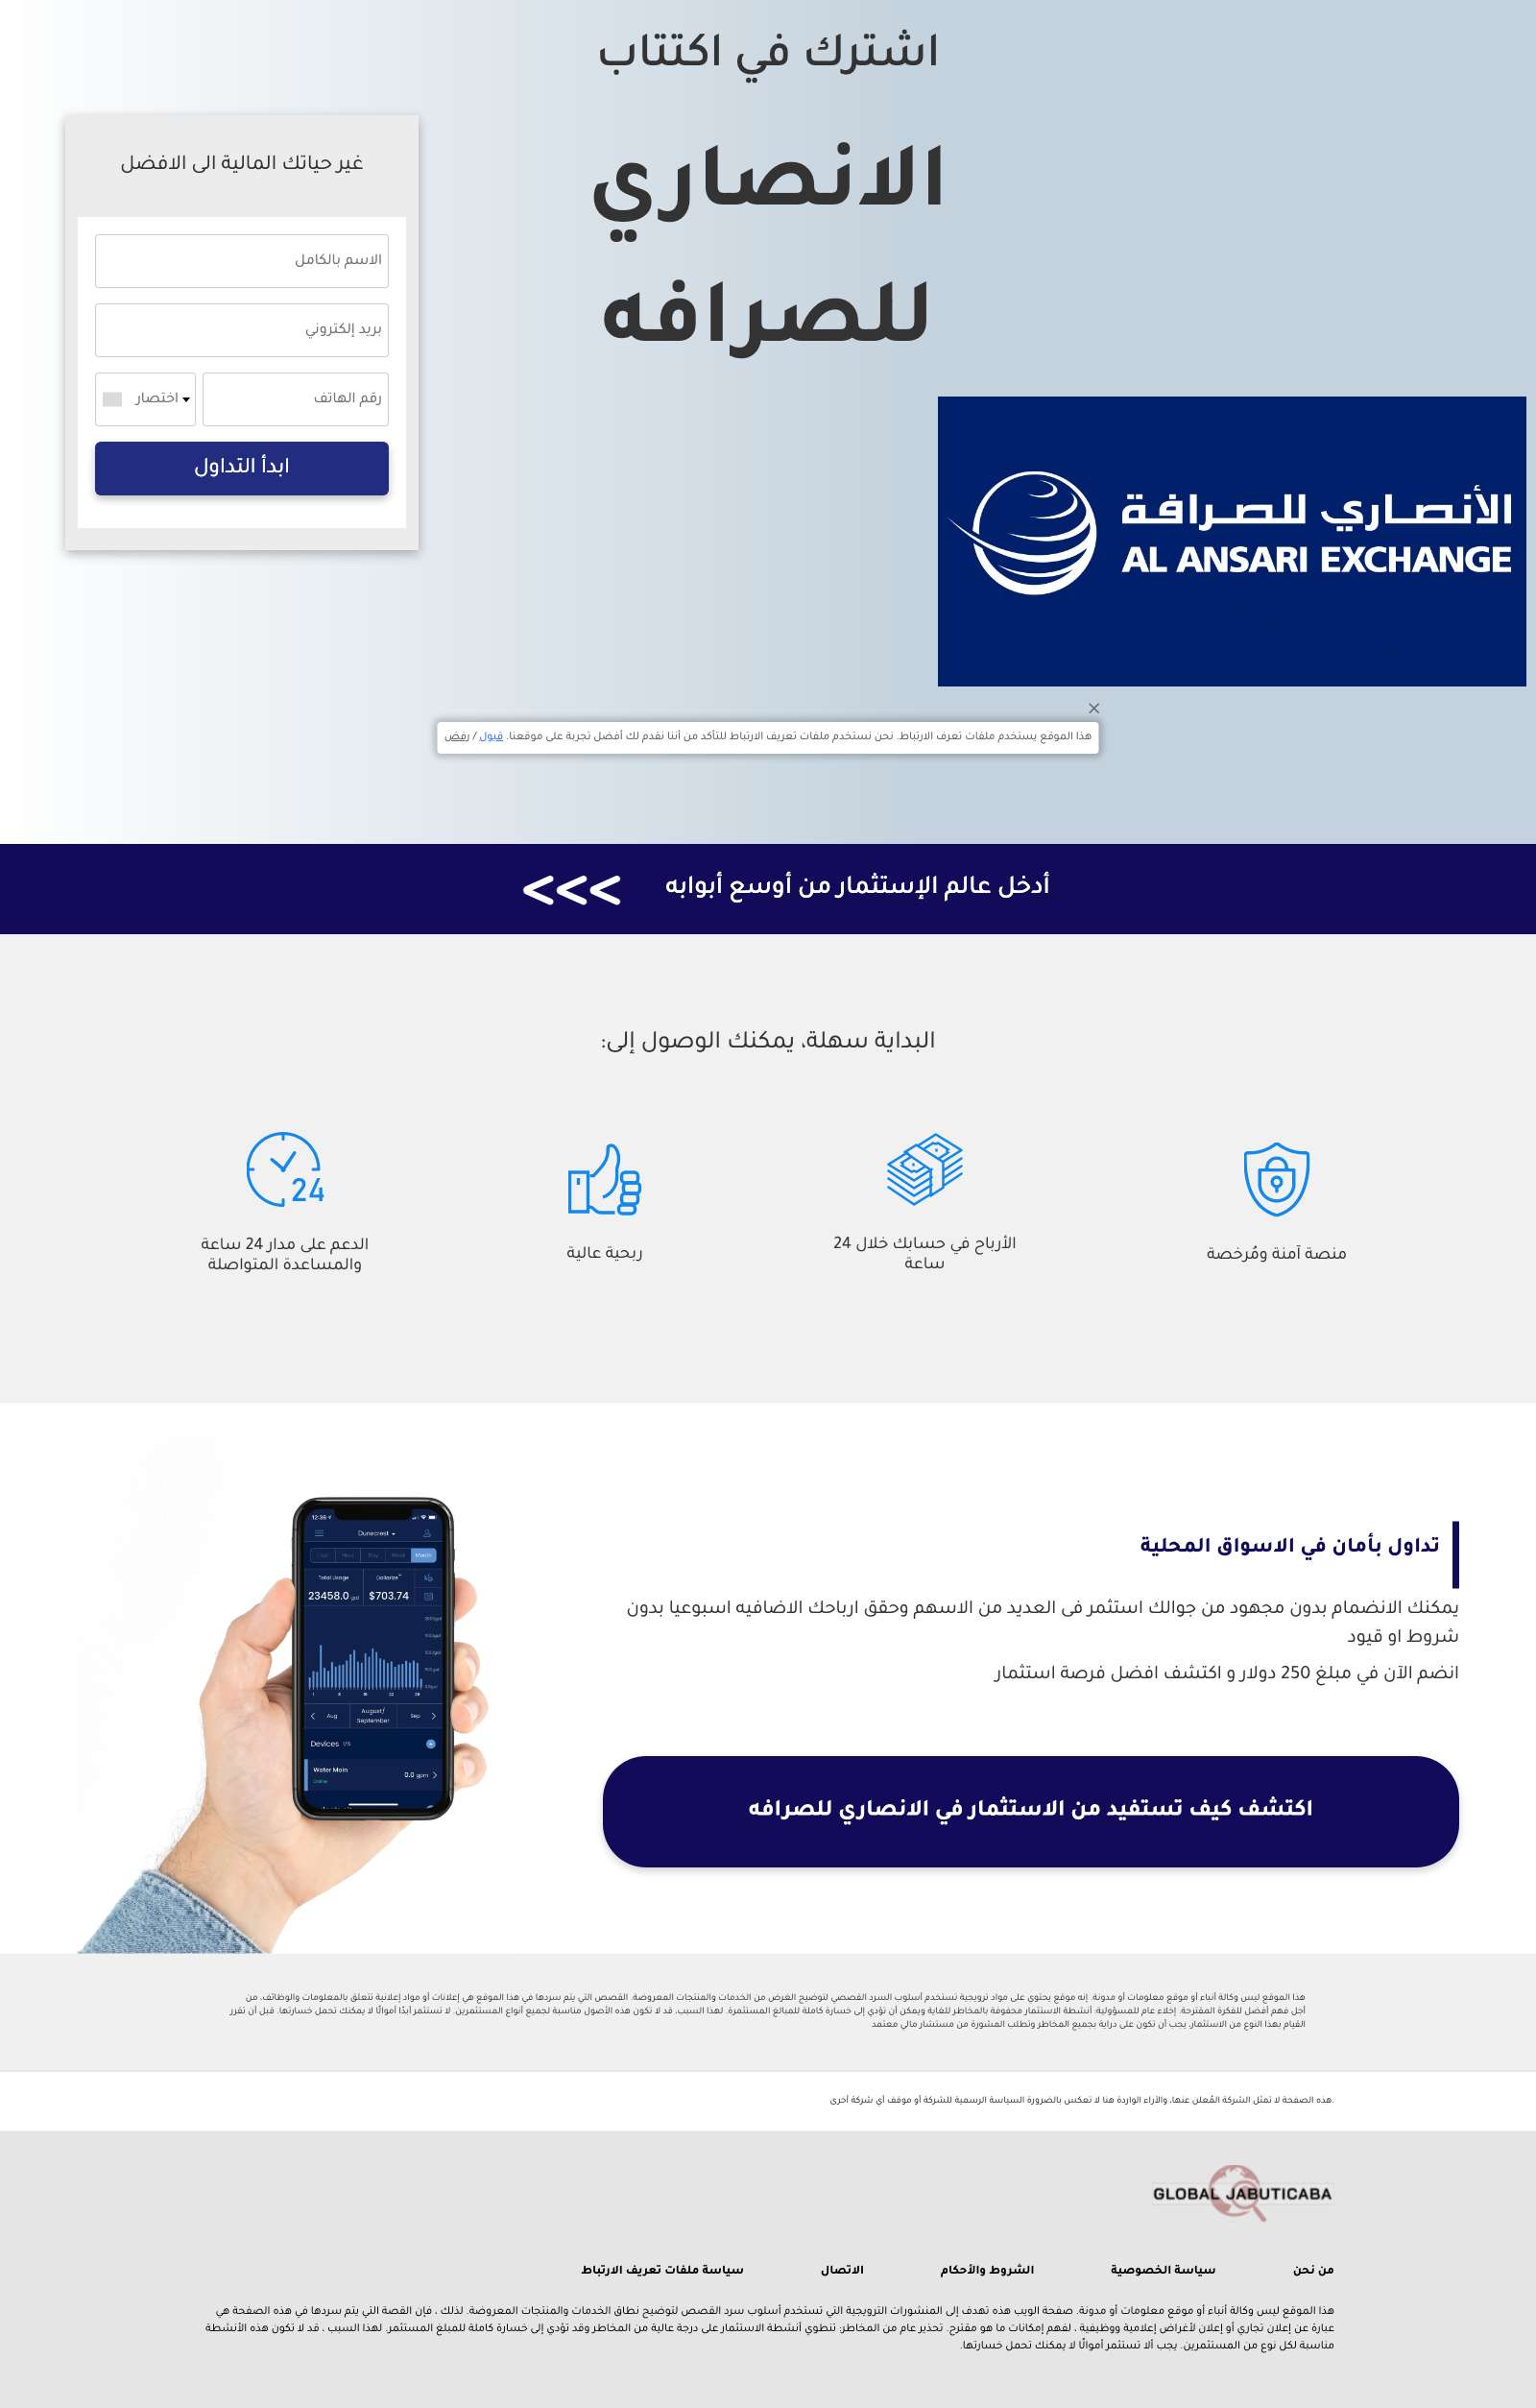 اشترك في اكتتاب
الانصاري
للصرافه
غير حياتك المالية الى الافضل
الاسم بالكامل
بريد إلكتروني
رقم الهاتف
اختصار
ابدأ التداول
الأنصاري للصرافة
AL ANSARI EXCHANGE
هذا الموقع يستخدم ملفات تعرف الارتباط. نحن نستخدم ملفات تعريف الارتباط للتأكد من أننا نقدم لك أفضل تجربة على موقعنا. قبول / رفض
أدخل عالم الإستثمار من أوسع أبوابه >>>
البداية سهلة، يمكنك الوصول إلى:
منصة آمنة ومُرخصة
الأرباح في حسابك خلال 24
ساعة
ربحية عالية
24
الدعم على مدار 24 ساعة
والمساعدة المتواصلة
تداول بأمان في الاسواق المحلية
يمكنك الانضمام بدون مجهود من جوالك استثمر فى العديد من الاسهم وحقق ارباحك الاضافيه اسبوعيا بدون
شروط او قيود
انضم الآن في مبلغ 250 دولار و اكتشف افضل فرصة استثمار
اكتشف كيف تستفيد من الاستثمار في الانصاري للصرافه
12:36
Dunecrest
Month
Total Usage
Dollarize
23458.0 gal
$703.74
Aug
August/
September
Sep
Devices
Water Main
0.0 gpm
هذا الموقع ليس وكالة أنباء أو موقع معلومات أو مدونة. إنه موقع يحتوي على مواد ترويجية تستخدم أسلوب السرد القصصي لتوضيح الغرض من الخدمات والمنتجات المعروضة. القصص التي يتم سردها في هذا الموقع هي إعلانات أو مواد إعلانية تتعلق بالمعلومات والوظائف، من
أجل فهم أفضل للفكرة المقترحة. إخلاء عام للمسؤولية: أنشطة الاستثمار محفوفة بالمخاطر للغاية ويمكن أن تؤدي إلى خسارة كاملة للمبالغ المستثمرة. لهذا السبب، قد لا تكون هذه الأصول مناسبة لجميع أنواع المستثمرين. لا تستثمر أبدًا أموالًا لا يمكنك تحمل خسارتها. قبل أن تقرر
القيام بهذا النوع من الاستثمار، يجب أن تكون على دراية بجميع المخاطر وتطلب المشورة من مستشار مالي معتمد
.هذه الصفحة لا تمثل الشركة المُعلن عنها، والآراء الواردة هنا لا تعكس بالضرورة السياسة الرسمية للشركة أو موقف أي شركة أخرى
GLOBAL JABUTICABA
من نحن
سياسة الخصوصية
الشروط والأحكام
الاتصال
سياسة ملفات تعريف الارتباط
هذا الموقع ليس وكالة أنباء أو موقع معلومات أو مدونة. صفحة الويب هذه تهدف إلى المنشورات الترويجية التي تستخدم أسلوب سرد القصص لتوضيح نطاق الخدمات والمنتجات المعروضة. لذلك ، فإن القصة التي يتم سردها في هذه الصفحة هي
عبارة عن إعلان تجاري أو إعلان لأغراض إعلامية ووظيفية ، لفهم إمكانات ما هو مقترح. تحذير عام من المخاطر: تنطوي أنشطة الاستثمار على درجة عالية من المخاطر وقد تؤدي إلى خسارة كاملة للمبلغ المستثمر. لهذا السبب ، قد لا تكون هذه الأنشطة
مناسبة لكل نوع من المستثمرين. يجب ألا تستثمر أموالًا لا يمكنك تحمل خسارتها.